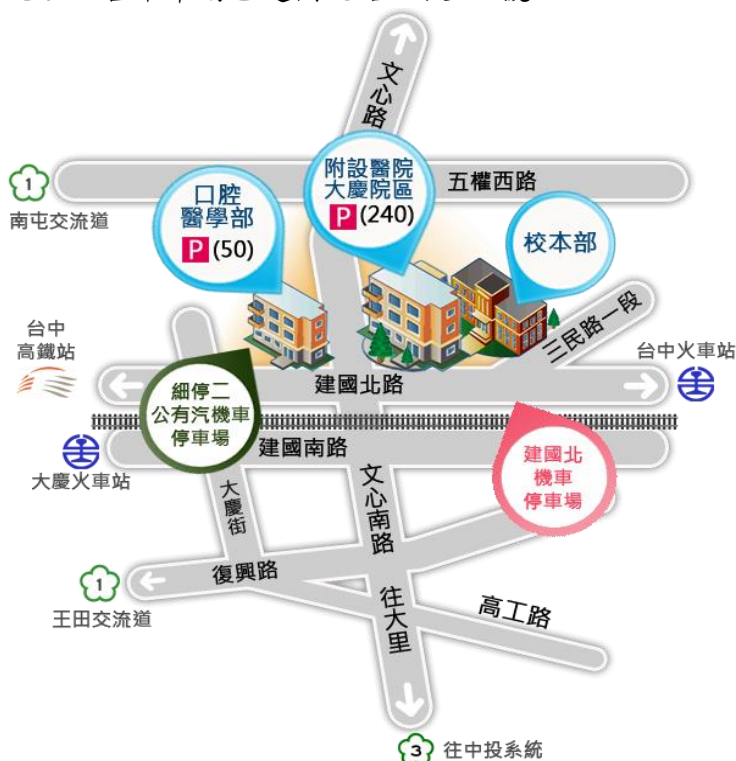 文心路
1
南屯交流道
五權西路
口腔
醫學部
P (50)
附設醫院
大慶院區
P (240)
校本部
三民路一段
台中
高鐵站
台中火車站
建國北路
細停二
公有汽機車
停車場
建國南路
大慶火車站
建國北
機車
停車場
大慶街
文心南路
復興路
1
王田交流道
往大里
高工路
3 往中投系統